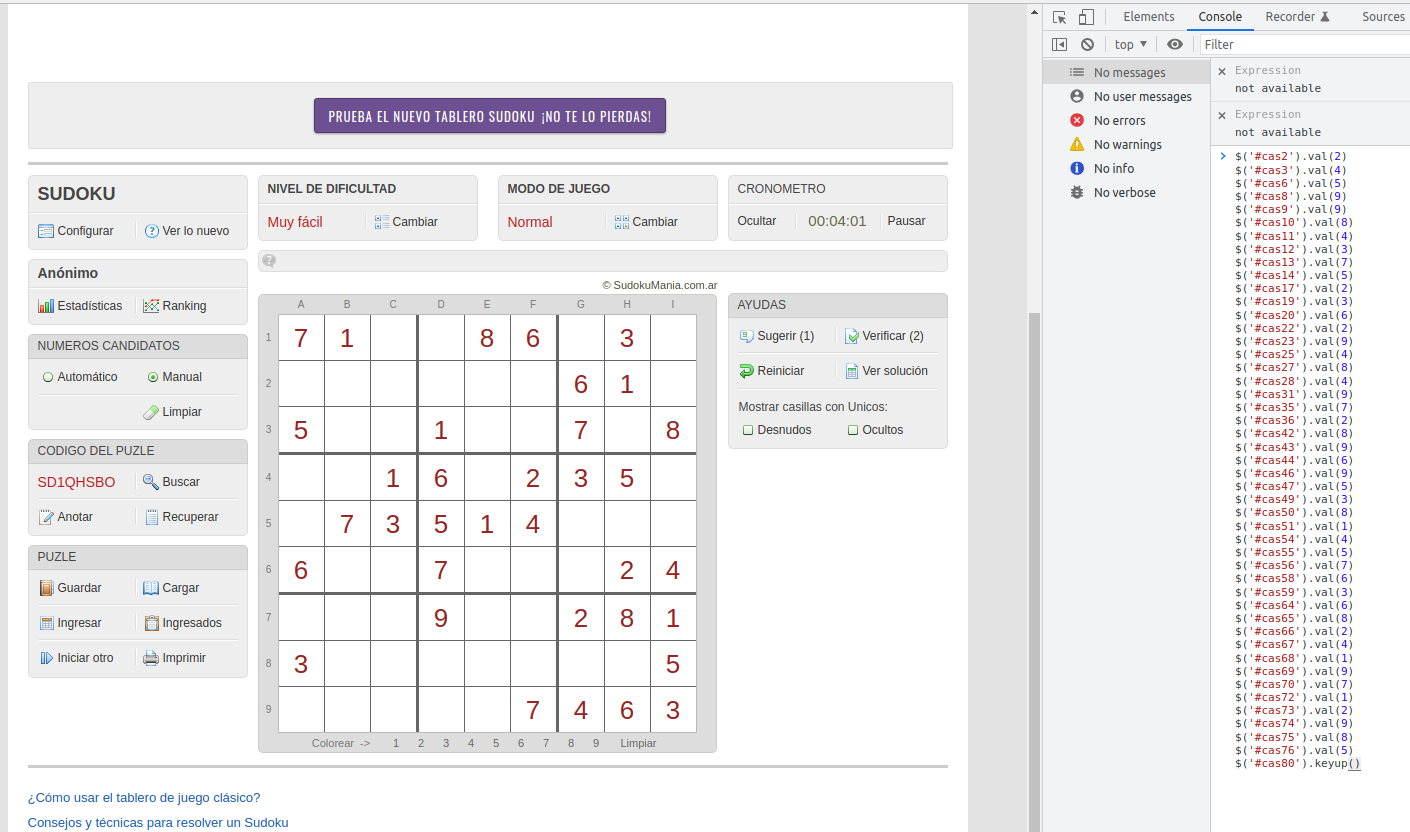 PRUEBA EL NUEVO TABLERO SUDOKU ¡NO TE LO PIERDAS!
SUDOKU
Configurar Ver lo nuevo
NIVEL DE DIFICULTAD
Muy fácil Cambiar
MODO DE JUEGO
Normal Cambiar
CRONOMETRO
Ocultar 00:04:01 Pausar
Anónimo
Estadísticas Ranking
NUMEROS CANDIDATOS
Automático Manual
Limpiar
CODIGO DEL PUZLE
SD1QHSBO Buscar
Anotar Recuperar
PUZLE
Guardar Cargar
Ingresar Ingresados
Iniciar otro Imprimir
?
© SudokuMania.com.ar
A B C D E F G H I
1 7 1 8 6 3
2 6 1
3 5 1 7 8
4 1 6 2 3 5
5 7 3 5 1 4
6 6 7 2 4
7 9 2 8 1
8 3 5
9 7 4 6 3
Colorear -> 1 2 3 4 5 6 7 8 9 Limpiar
AYUDAS
Sugerir (1) Verificar (2)
Reiniciar Ver solución
Mostrar casillas con Unicos:
Desnudos Ocultos
¿Cómo usar el tablero de juego clásico?
Consejos y técnicas para resolver un Sudoku
Elements Console Recorder Sources
top Filter
No messages
No user messages
No errors
No warnings
No info
No verbose
Expression
not available
Expression
not available
$('#cas2').val(2)
$('#cas3').val(4)
$('#cas6').val(5)
$('#cas8').val(9)
$('#cas9').val(9)
$('#cas10').val(8)
$('#cas11').val(4)
$('#cas12').val(3)
$('#cas13').val(7)
$('#cas14').val(5)
$('#cas17').val(2)
$('#cas19').val(3)
$('#cas20').val(6)
$('#cas22').val(2)
$('#cas23').val(9)
$('#cas25').val(4)
$('#cas27').val(8)
$('#cas28').val(4)
$('#cas31').val(9)
$('#cas35').val(7)
$('#cas36').val(2)
$('#cas42').val(8)
$('#cas43').val(9)
$('#cas44').val(6)
$('#cas46').val(9)
$('#cas47').val(5)
$('#cas49').val(3)
$('#cas50').val(8)
$('#cas51').val(1)
$('#cas54').val(4)
$('#cas55').val(5)
$('#cas56').val(7)
$('#cas58').val(6)
$('#cas59').val(3)
$('#cas64').val(6)
$('#cas65').val(8)
$('#cas66').val(2)
$('#cas67').val(4)
$('#cas68').val(1)
$('#cas69').val(9)
$('#cas70').val(7)
$('#cas72').val(1)
$('#cas73').val(2)
$('#cas74').val(9)
$('#cas75').val(8)
$('#cas76').val(5)
$('#cas80').keyup()